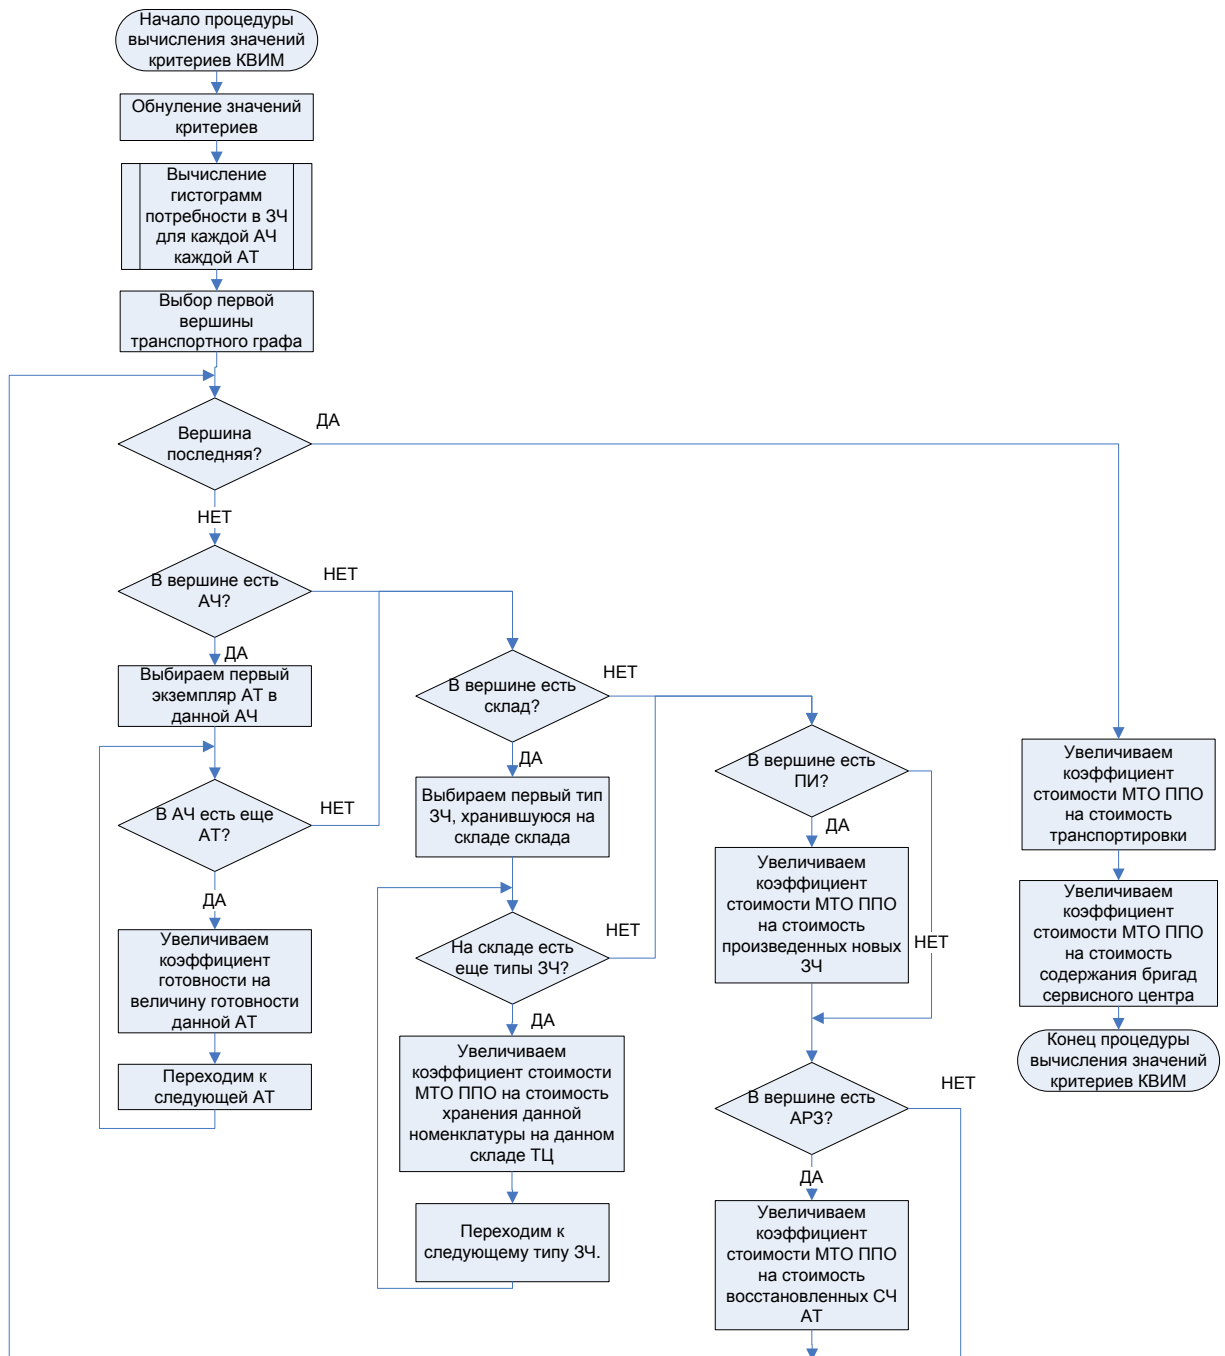 Начало процедуры
вычисления значений
критериев КВИМ
Обнуление значений
критериев
Вычисление
гистограмм
потребности в ЗЧ
для каждой АЧ
каждой АТ
Выбор первой
вершины
транспортного графа
Вершина
последняя?
ДА
НЕТ
В вершине есть
АЧ?
НЕТ
ДА
Выбираем первый
экземпляр АТ в
данной АЧ
В АЧ есть еще
АТ?
НЕТ
ДА
Увеличиваем
коэффициент
готовности на
величину готовности
данной АТ
Переходим к
следующей АТ
В вершине есть
склад?
НЕТ
ДА
Выбираем первый тип
ЗЧ, хранившуюся на
складе склада
На складе есть
еще типы ЗЧ?
НЕТ
ДА
Увеличиваем
коэффициент стоимости
МТО ППО на стоимость
хранения данной
номенклатуры на данном
складе ТЦ
Переходим к
следующему типу ЗЧ.
В вершине есть
ПИ?
ДА
НЕТ
Увеличиваем
коэффициент
стоимости МТО ППО
на стоимость
произведенных новых
ЗЧ
В вершине есть
АРЗ?
НЕТ
ДА
Увеличиваем
коэффициент
стоимости МТО ППО
на стоимость
восстановленных СЧ
АТ
Увеличиваем
коэффициент
стоимости МТО ППО
на стоимость
транспортировки
Увеличиваем
коэффициент
стоимости МТО ППО
на стоимость
содержания бригад
сервисного центра
Конец процедуры
вычисления значений
критериев КВИМ